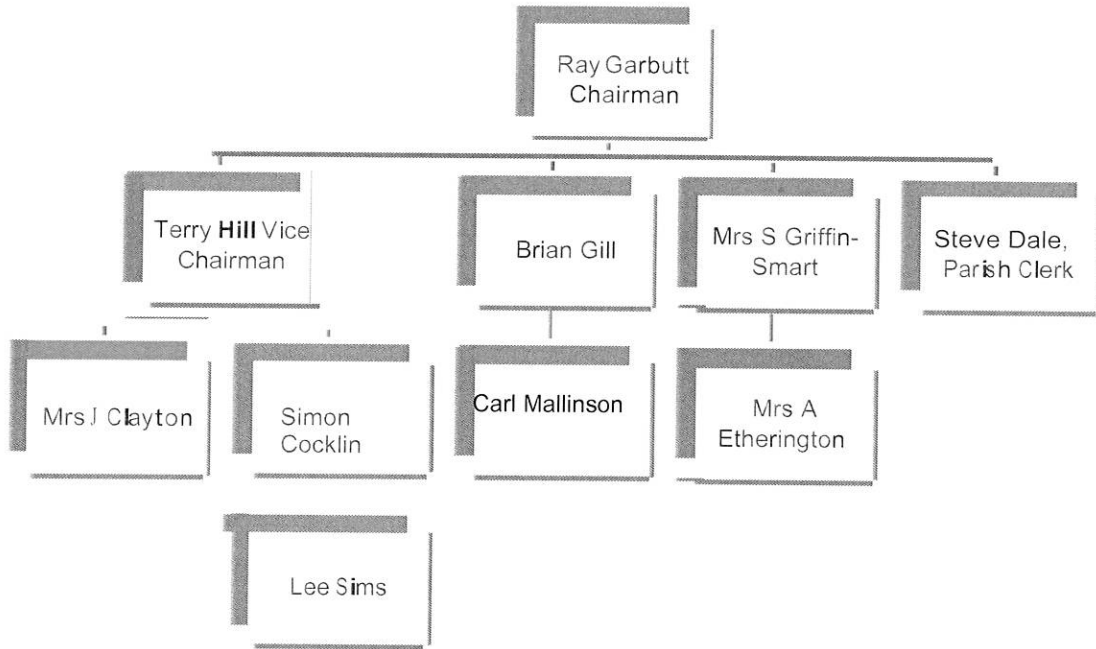 Ray Garbutt
Chairman
Terry Hill Vice
Chairman
Brian Gill
Mrs S Griffin-
Smart
Steve Dale,
Parish Clerk
Mrs J Clayton
Simon
Cocklin
Carl Mallinson
Mrs A
Etherington
Lee Sims